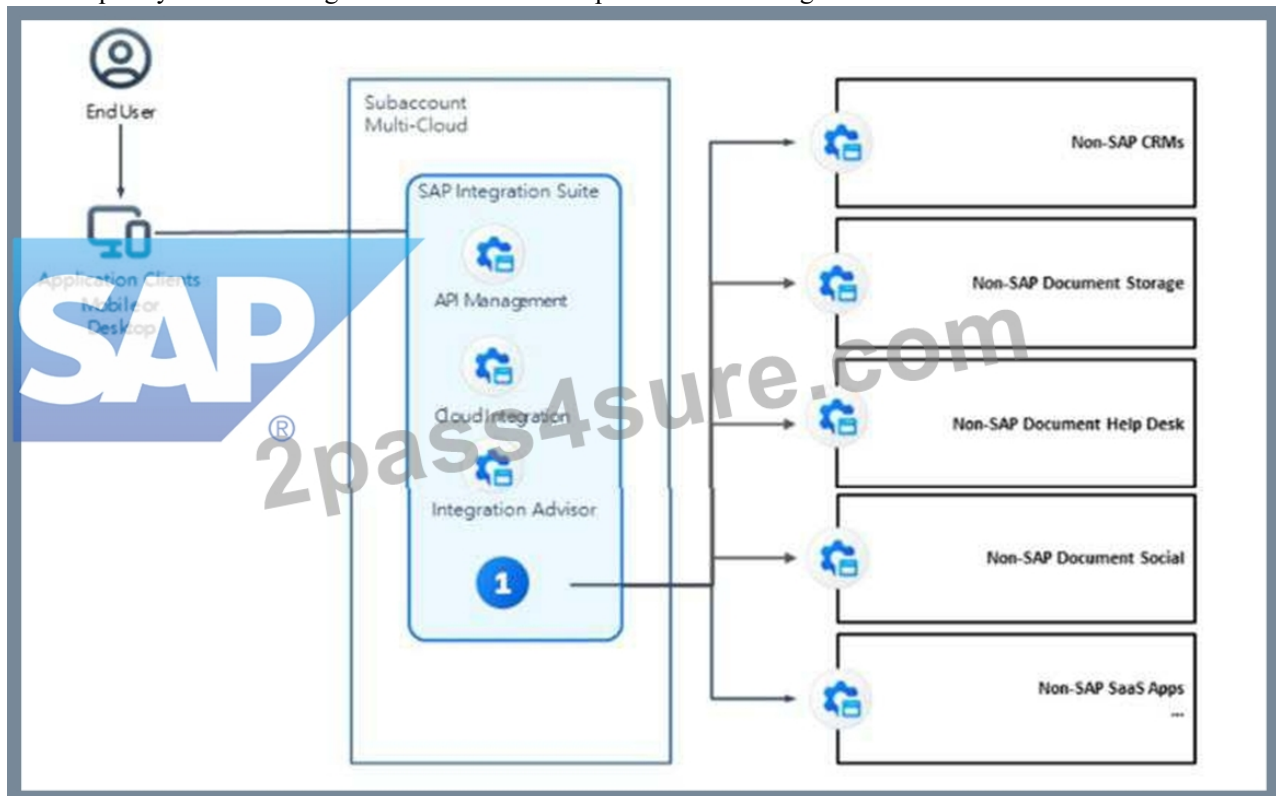 End User
Application Clients
Mobile or
Desktop
SAP
®
Subaccount
Multi-Cloud
SAP Integration Suite
API Management
Cloud Integration
Integration Advisor
1
Non-SAP CRMs
Non-SAP Document Storage
Non-SAP Document Help Desk
Non-SAP Document Social
Non-SAP SaaS Apps
...
2pass4sure.com